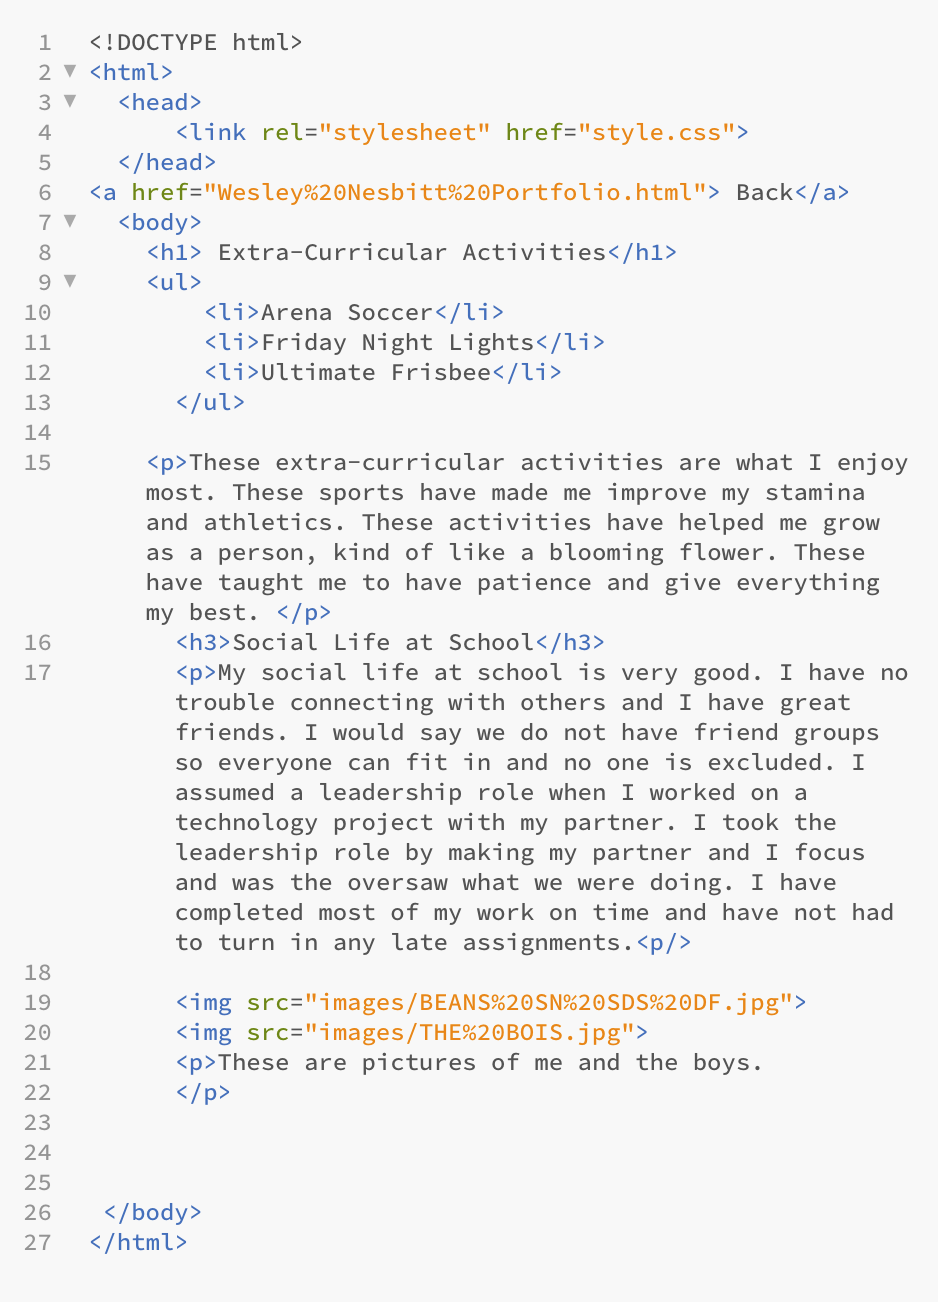 1 <!DOCTYPE html>
2 ▼ <html>
3 ▼ <head>
4 <link rel="stylesheet" href="style.css">
5 </head>
6 <a href="Wesley%20Nesbitt%20Portfolio.html"> Back</a>
7 ▼ <body>
8 <h1> Extra-Curricular Activities</h1>
9 ▼ <ul>
10 <li>Arena Soccer</li>
11 <li>Friday Night Lights</li>
12 <li>Ultimate Frisbee</li>
13 </ul>
14
15 <p>These extra-curricular activities are what I enjoy
most. These sports have made me improve my stamina
and athletics. These activities have helped me grow
as a person, kind of like a blooming flower. These
have taught me to have patience and give everything
my best. </p>
16 <h3>Social Life at School</h3>
17 <p>My social life at school is very good. I have no
trouble connecting with others and I have great
friends. I would say we do not have friend groups
so everyone can fit in and no one is excluded. I
assumed a leadership role when I worked on a
technology project with my partner. I took the
leadership role by making my partner and I focus
and was the oversaw what we were doing. I have
completed most of my work on time and have not had
to turn in any late assignments.<p/>
18
19 <img src="images/BEANS%20SN%20SDS%20DF.jpg">
20 <img src="images/THE%20BOIS.jpg">
21 <p>These are pictures of me and the boys.
22 </p>
23
24
25
26 </body>
27 </html>